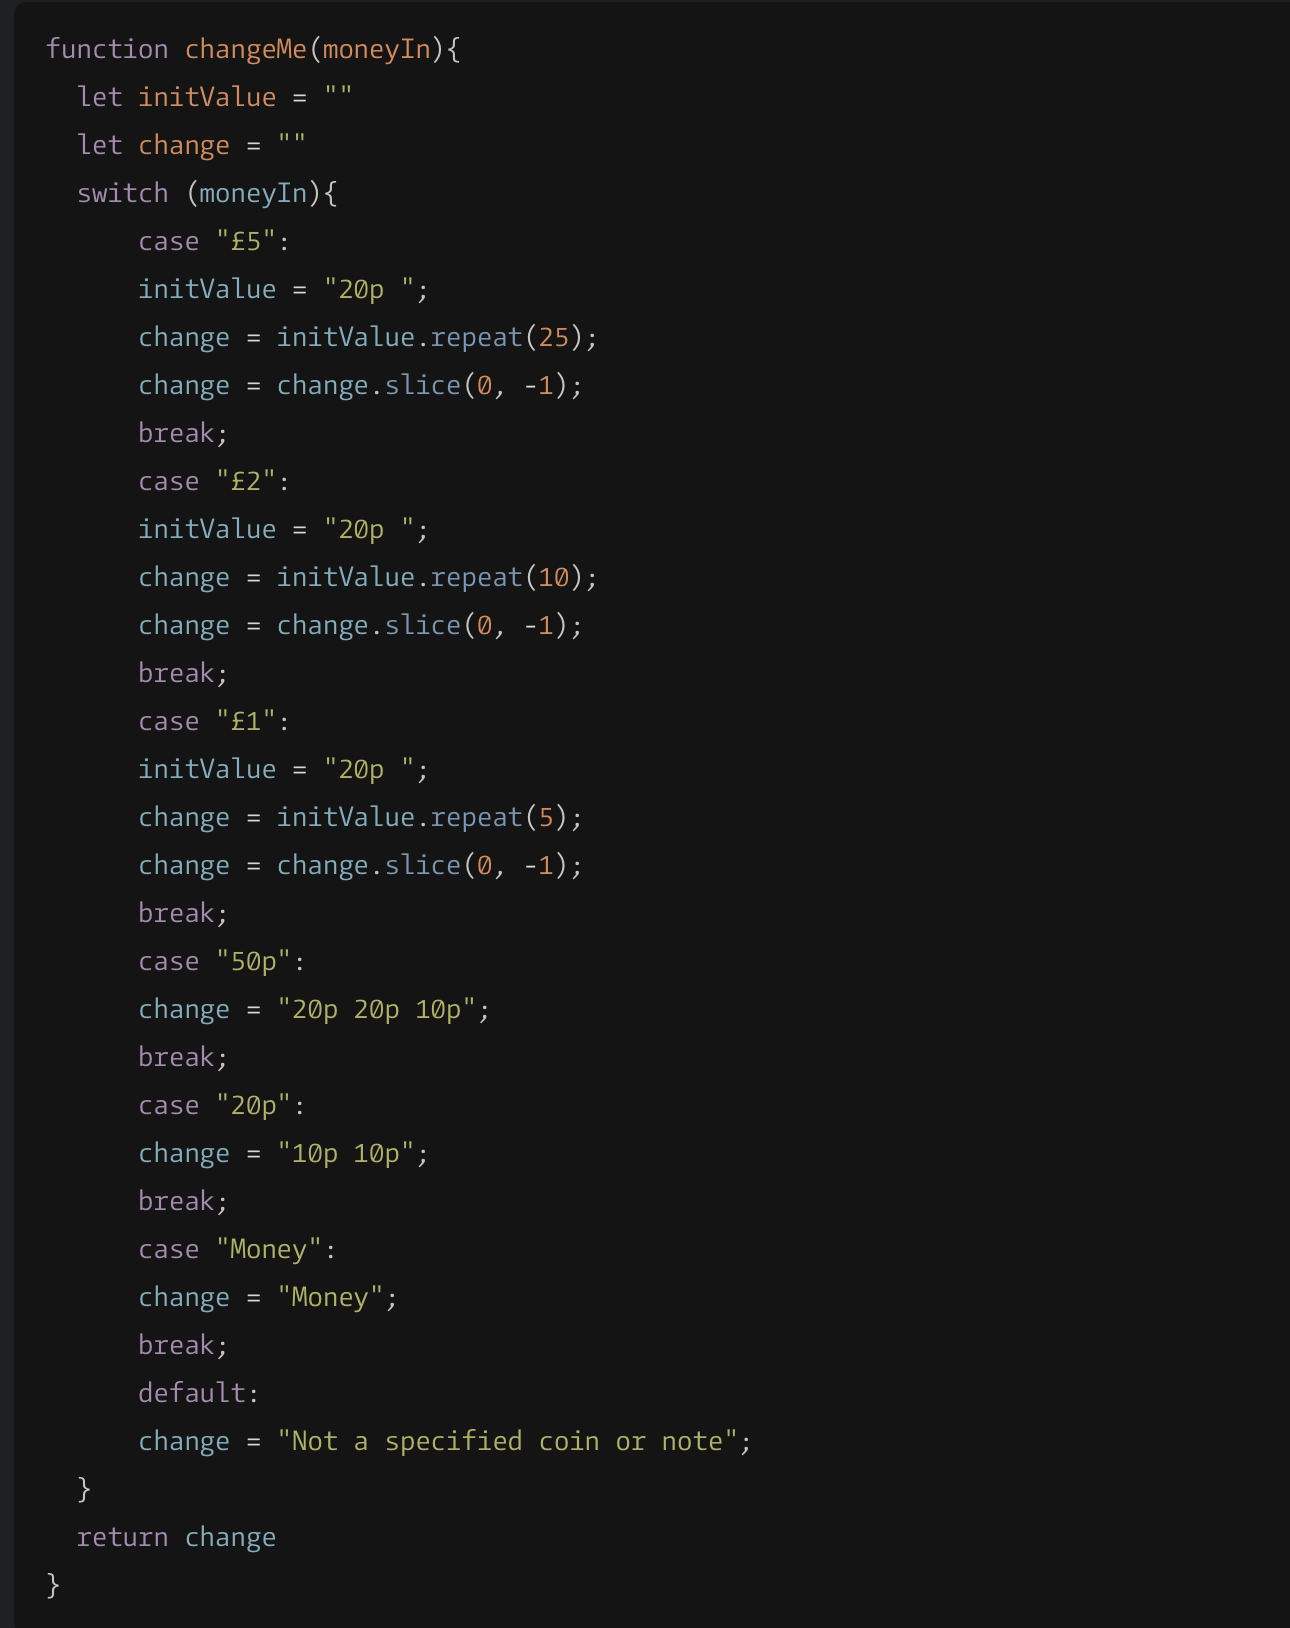 function changeMe(moneyIn){
  let initValue = ""
  let change = ""
  switch (moneyIn){
      case "£5":
      initValue = "20p ";
      change = initValue.repeat(25);
      change = change.slice(0, -1);
      break;
      case "£2":
      initValue = "20p ";
      change = initValue.repeat(10);
      change = change.slice(0, -1);
      break;
      case "£1":
      initValue = "20p ";
      change = initValue.repeat(5);
      change = change.slice(0, -1);
      break;
      case "50p":
      change = "20p 20p 10p";
      break;
      case "20p":
      change = "10p 10p";
      break;
      case "Money":
      change = "Money";
      break;
      default:
      change = "Not a specified coin or note";
  }
  return change
}